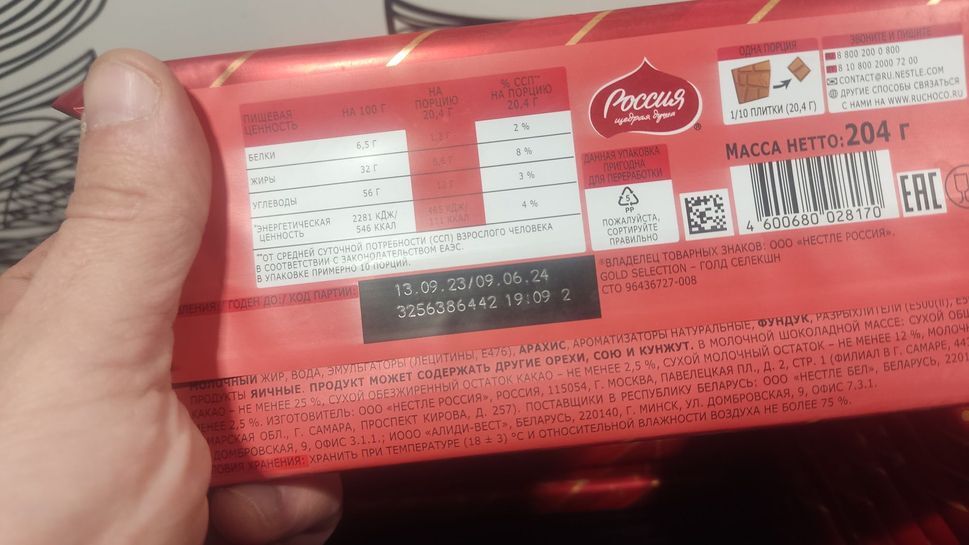 ПИЩЕВАЯ ЦЕННОСТЬ НА 100 Г НА ПОРЦИЮ 20,4 Г % ССП** НА ПОРЦИЮ 20,4 Г
БЕЛКИ 6,5 Г 2 %
ЖИРЫ 32 Г 8 %
УГЛЕВОДЫ 56 Г 3 %
*ЭНЕРГЕТИЧЕСКАЯ ЦЕННОСТЬ 2281 КДЖ/ 546 ККАЛ 4 %
**ОТ СРЕДНЕЙ СУТОЧНОЙ ПОТРЕБНОСТИ (ССП) ВЗРОСЛОГО ЧЕЛОВЕКА
В СООТВЕТСТВИИ С ЗАКОНОДАТЕЛЬСТВОМ ЕАЭС.
В УПАКОВКЕ ПРИМЕРНО 10 ПОРЦИЙ.
Россия
щедрая душа
®
ОДНА ПОРЦИЯ
1/10 ПЛИТКИ (20,4 Г)
ЗВОНИТЕ И ПИШИТЕ
8 800 200 0 800
8 10 800 2000 72 00
CONTACT@RU.NESTLE.COM
ДРУГИЕ СПОСОБЫ СВЯЗАТЬСЯ
С НАМИ НА WWW.RUCHOCO.RU
ДАННАЯ УПАКОВКА
ПРИГОДНА
ДЛЯ ПЕРЕРАБОТКИ
5
PP
ПОЖАЛУЙСТА,
СОРТИРУЙТЕ
ПРАВИЛЬНО
МАССА НЕТТО: 204 г
4 600680 028170
EAC
*ВЛАДЕЛЕЦ ТОВАРНЫХ ЗНАКОВ: ООО «НЕСТЛЕ РОССИЯ».
GOLD SELECTION – ГОЛД СЕЛЕКШН
СТО 96436727-008
ГОДЕН ДО:/ КОД ПАРТИИ:
13.09.23/09.06.24
3256386442 19:09 2
МОЛОЧНЫЙ ЖИР, ВОДА, ЭМУЛЬГАТОРЫ (ЛЕЦИТИНЫ, Е476), АРАХИС, АРОМАТИЗАТОРЫ НАТУРАЛЬНЫЕ, ФУНДУК, РАЗРЫХЛИТЕЛИ (Е500(II),
ПРОДУКТЫ ЯИЧНЫЕ. ПРОДУКТ МОЖЕТ СОДЕРЖАТЬ ДРУГИЕ ОРЕХИ, СОЮ И КУНЖУТ. В МОЛОЧНОЙ ШОКОЛАДНОЙ МАССЕ: СУХОЙ
КАКАО – НЕ МЕНЕЕ 25 %, СУХОЙ ОБЕЗЖИРЕННЫЙ ОСТАТОК КАКАО – НЕ МЕНЕЕ 2,5 %, СУХОЙ МОЛОЧНЫЙ ОСТАТОК – НЕ МЕНЕЕ 12 %,
2,5 %. ИЗГОТОВИТЕЛЬ: ООО «НЕСТЛЕ РОССИЯ», РОССИЯ, 115054, Г. МОСКВА, ПАВЕЛЕЦКАЯ ПЛ., Д. 2, СТР. 1 (ФИЛИАЛ В Г. САМАРЕ,
ОБЛ., Г. САМАРА, ПРОСПЕКТ КИРОВА, Д. 257). ПОСТАВЩИКИ В РЕСПУБЛИКУ БЕЛАРУСЬ: ООО «НЕСТЛЕ БЕЛ», БЕЛАРУСЬ,
ДОМБРОВСКАЯ, 9, ОФИС 3.1.1.; ИООО «АЛИДИ-ВЕСТ», БЕЛАРУСЬ, 220140, Г. МИНСК, УЛ. ДОМБРОВСКАЯ, 9, ОФИС 7.3.1.
ХРАНЕНИЯ: ХРАНИТЬ ПРИ ТЕМПЕРАТУРЕ (18 ± 3) °С И ОТНОСИТЕЛЬНОЙ ВЛАЖНОСТИ ВОЗДУХА НЕ БОЛЕЕ 75 %.